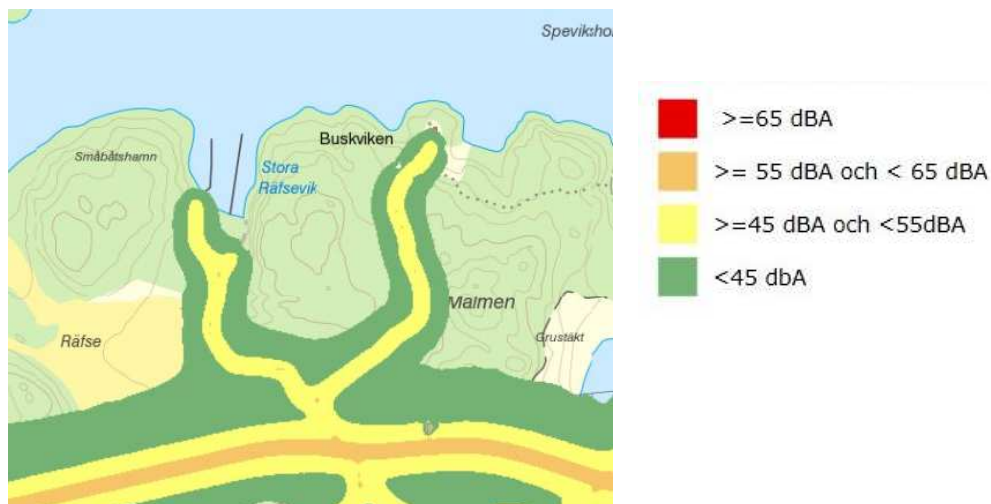 Spevikshol
Buskviken
Småbåtshamn
Stora
Räfsevik
Malmen
Räfse
Grustäkt
>=65 dBA
>= 55 dBA och < 65 dBA
>=45 dBA och <55dBA
<45 dbA